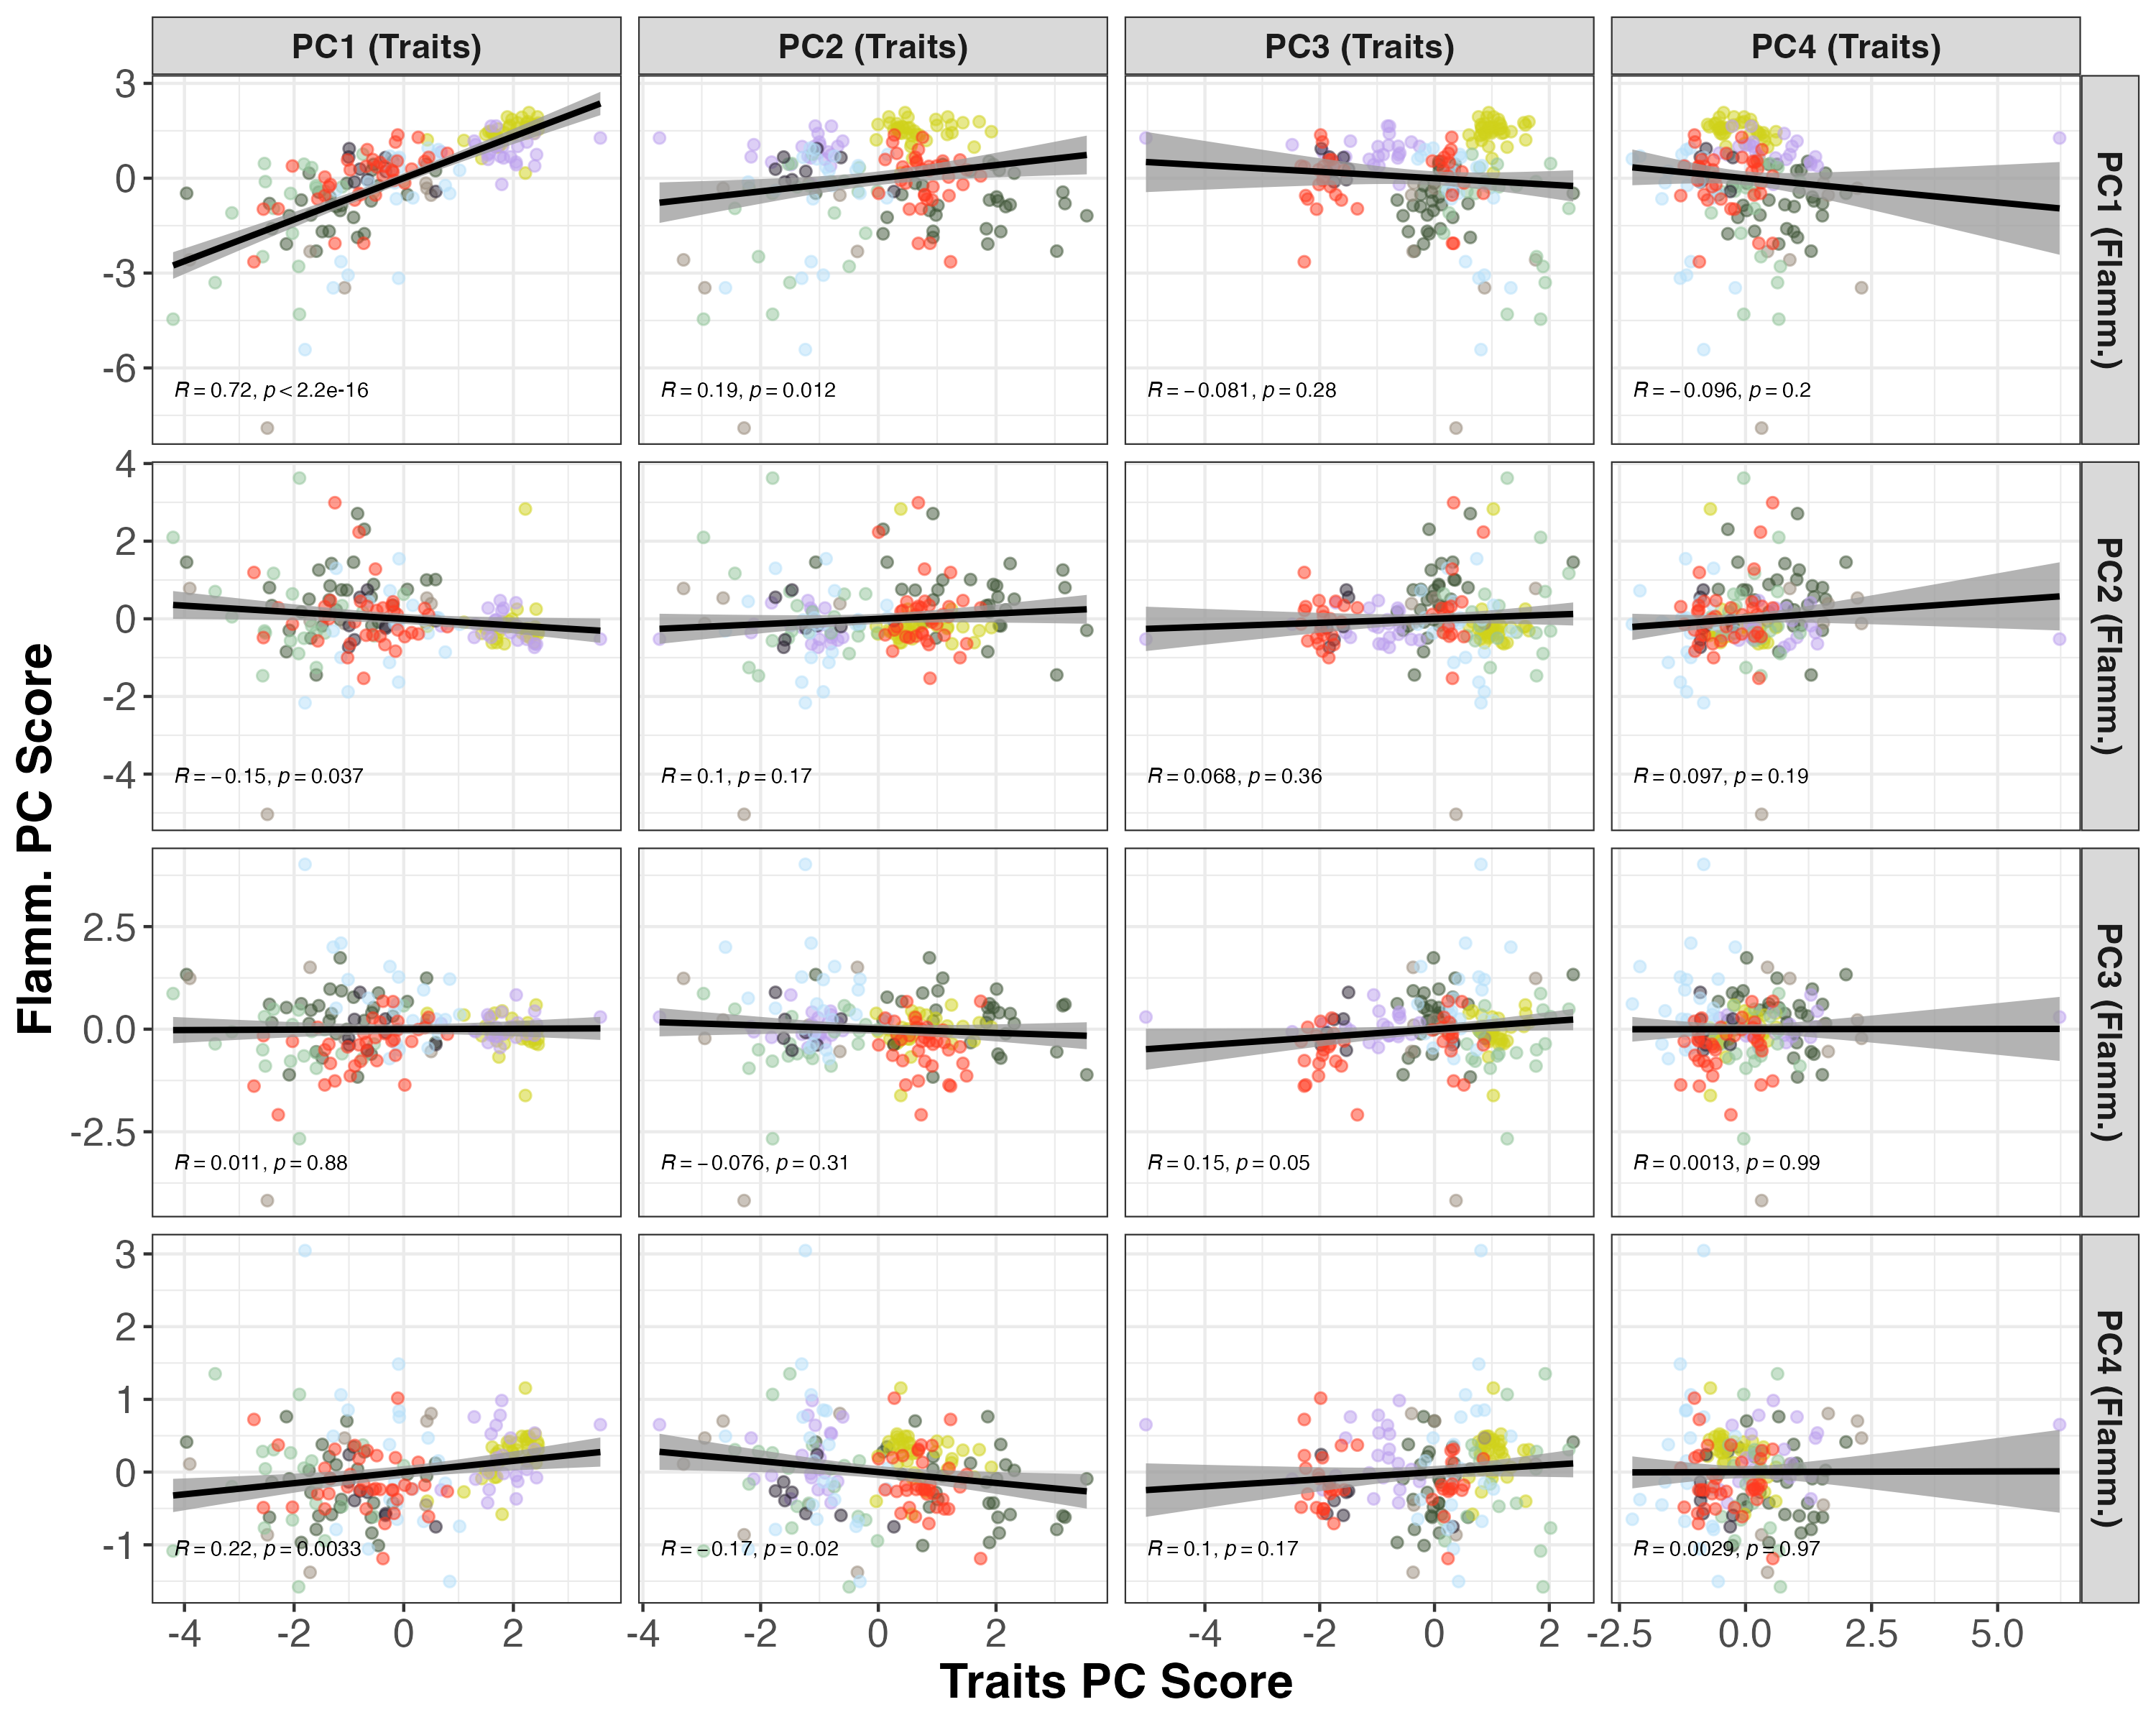 PC1 (Traits) PC2 (Traits) PC3 (Traits) PC4 (Traits)
3
0
-3
-6
R = 0.72, p < 2.2e-16
R = 0.19, p = 0.012
R = −0.081, p = 0.28
R = −0.096, p = 0.2
PC1 (Flamm.)
4
2
0
-2
-4
R = −0.15, p = 0.037
R = 0.1, p = 0.17
R = 0.068, p = 0.36
R = 0.097, p = 0.19
PC2 (Flamm.)
Flamm. PC Score
2.5
0.0
-2.5
R = 0.011, p = 0.88
R = −0.076, p = 0.31
R = 0.15, p = 0.05
R = 0.0013, p = 0.99
PC3 (Flamm.)
3
2
1
0
-1
R = 0.22, p = 0.0033
R = −0.17, p = 0.02
R = 0.1, p = 0.17
R = 0.0029, p = 0.97
PC4 (Flamm.)
-4 -2 0 2 -4 -2 0 2 -4 -2 0 2 -2.5 0.0 2.5 5.0
Traits PC Score